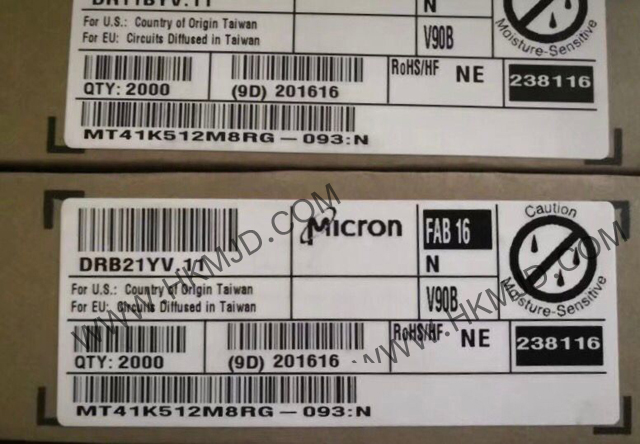 DRT1BYV.11
N
For U.S.: Country of Origin Taiwan
For EU: Circuits Diffused in Taiwan
V90B
Moisture-Sensitive
QTY: 2000
(9D) 201616
RoHS/HF NE
238116
MT41K512M8RG-093:N
Micron
FAB 16
Caution
DRB21YV.11
N
For U.S.: Country of Origin Taiwan
For EU: Circuits Diffused in Taiwan
V90B
Moisture-Sensitive
QTY: 2000
(9D) 201616
RoHS/HF NE
238116
MT41K512M8RG-093:N
WWW.HKMJD.COM
WWW.HKMJD.COM